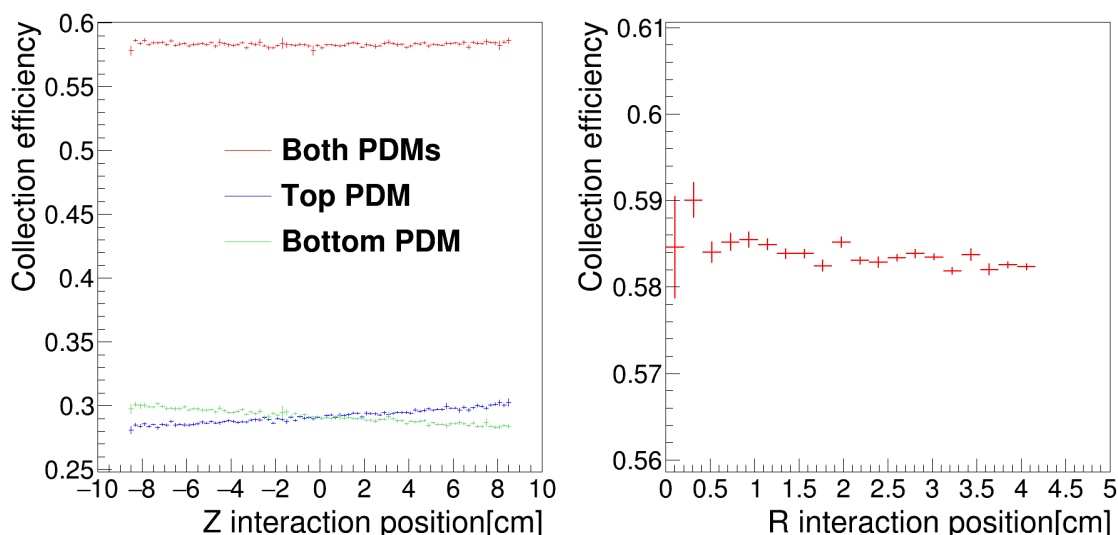 Collection efficiency
0.6
0.55
0.5
0.45
0.4
0.35
0.3
0.25
Both PDMs
Top PDM
Bottom PDM
−10 −8 −6 −4 −2 0 2 4 6 8 10
Z interaction position[cm]
Collection efficiency
0.61
0.6
0.59
0.58
0.57
0.56
0 0.5 1 1.5 2 2.5 3 3.5 4 4.5 5
R interaction position[cm]